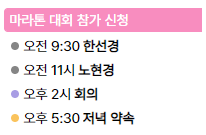 마라톤 대회 참가 신청
오전 9:30 한선경
오전 11시 노현경
오후 2시 회의
오후 5:30 저녁 약속